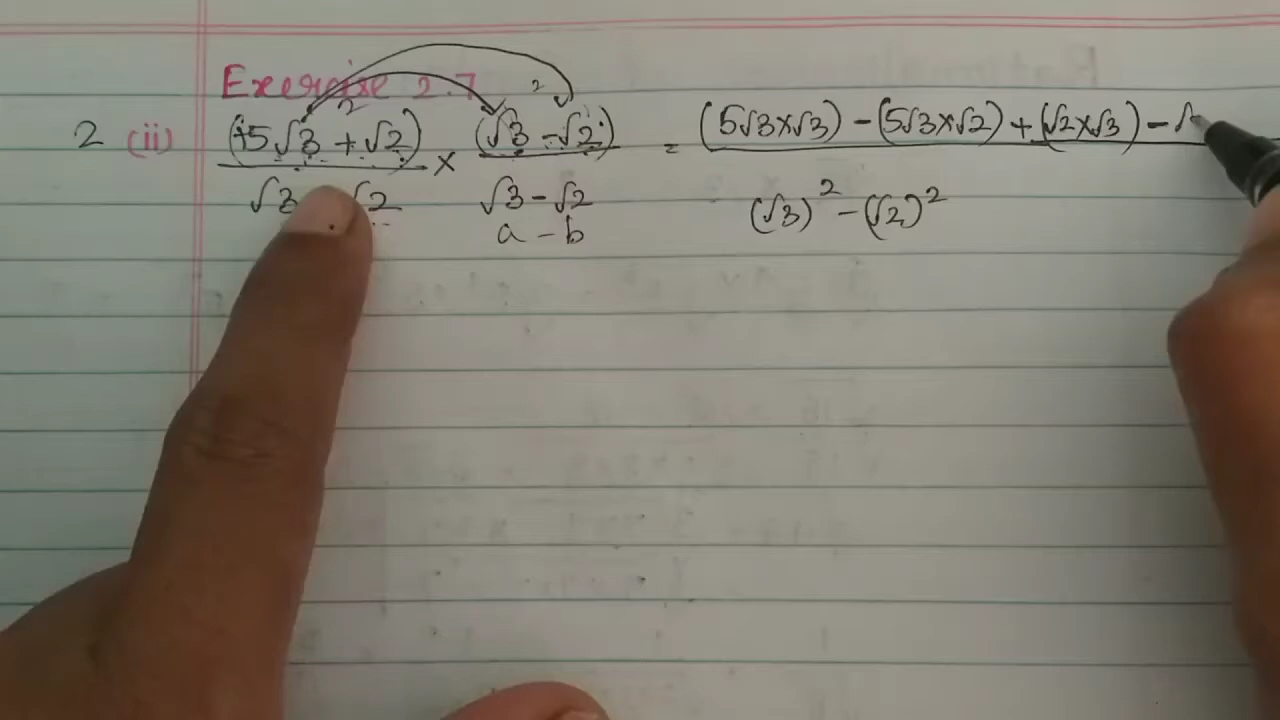 Exercise 2.7
2 (ii) (+5√3 + √2) × (√3 - √2) = (5√3×√3) - (5√3×√2) + (√2×√3) - √
√3 √2 √3 - √2 (√3)² - (√2)²
a - b